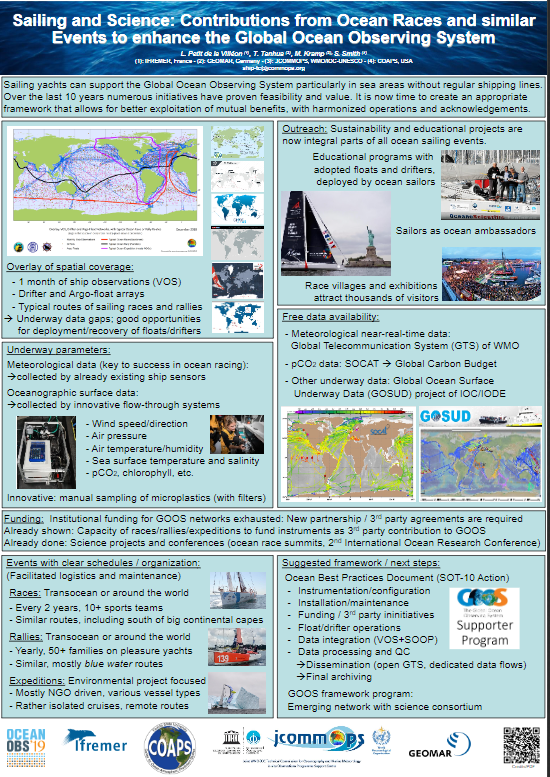 Sailing and Science: Contributions from Ocean Races and similar
Events to enhance the Global Ocean Observing System
L. Petit de la Villéon (1), T. Tanhua (2), M. Kramp (3), S. Smith (4)
(1): IFREMER, France - (2): GEOMAR, Germany - (3): JCOMMOPS, WMO/IOC-UNESCO - (4): COAPS, USA
Sailing yachts can support the Global Ocean Observing System particularly in sea areas without regular shipping lines.
Over the last 10 years numerous initiatives have proven feasibility and value. It is now time to create an appropriate
framework that allows for better exploitation of mutual benefits, with harmonized operations and acknowledgements.
Overlay of spatial coverage:
- 1 month of ship observations (VOS)
- Drifter and Argo-float arrays
- Typical routes of sailing races and rallies
→ Underway data gaps; good opportunities
for deployment/recovery of floats/drifters
Outreach: Sustainability and educational projects are
now integral parts of all ocean sailing events.
Educational programs with
adopted floats and drifters,
deployed by ocean sailors
Sailors as ocean ambassadors
Race villages and exhibitions
attract thousands of visitors
Underway parameters:
Meteorological data (key to success in ocean racing):
→collected by already existing ship sensors
Oceanographic surface data:
→collected by innovative flow-through systems
- Wind speed/direction
- Air pressure
- Air temperature/humidity
- Sea surface temperature and salinity
- pCO2, chlorophyll, etc.
Innovative: manual sampling of microplastics (with filters)
Free data availability:
- Meteorological near-real-time data:
Global Telecommunication System (GTS) of WMO
- pCO2 data: SOCAT → Global Carbon Budget
- Other underway data: Global Ocean Surface
Underway Data (GOSUD) project of IOC/IODE
SOCAT
GOSUD
Funding: Institutional funding for GOOS networks exhausted: New partnership / 3rd party agreements are required
Already shown: Capacity of races/rallies/expeditions to fund instruments as 3rd party contribution to GOOS
Already done: Science projects and conferences (ocean race summits, 2nd International Ocean Research Conference)
Events with clear schedules / organization:
(Facilitated logistics and maintenance)
Races: Transocean or around the world
- Every 2 years, 10+ sports teams
- Similar routes, including south of big continental capes
Rallies: Transocean or around the world
- Yearly, 50+ families on pleasure yachts
- Similar, mostly blue water routes
Expeditions: Environmental project focused
- Mostly NGO driven, various vessel types
- Rather isolated cruises, remote routes
139
Suggested framework / next steps:
Ocean Best Practices Document (SOT-10 Action)
- Instrumentation/configuration
- Installation/maintenance
- Funding / 3rd party ininitiatives
- Float/drifter operations
- Data integration (VOS+SOOP)
- Data processing and QC
→Dissemination (open GTS, dedicated data flows)
→Final archiving
GOOS framework program:
Emerging network with science consortium
GOOS
Supporter
Program
OCEAN
OBS'19
Ifremer
COAPS
jcommops
GEOMAR